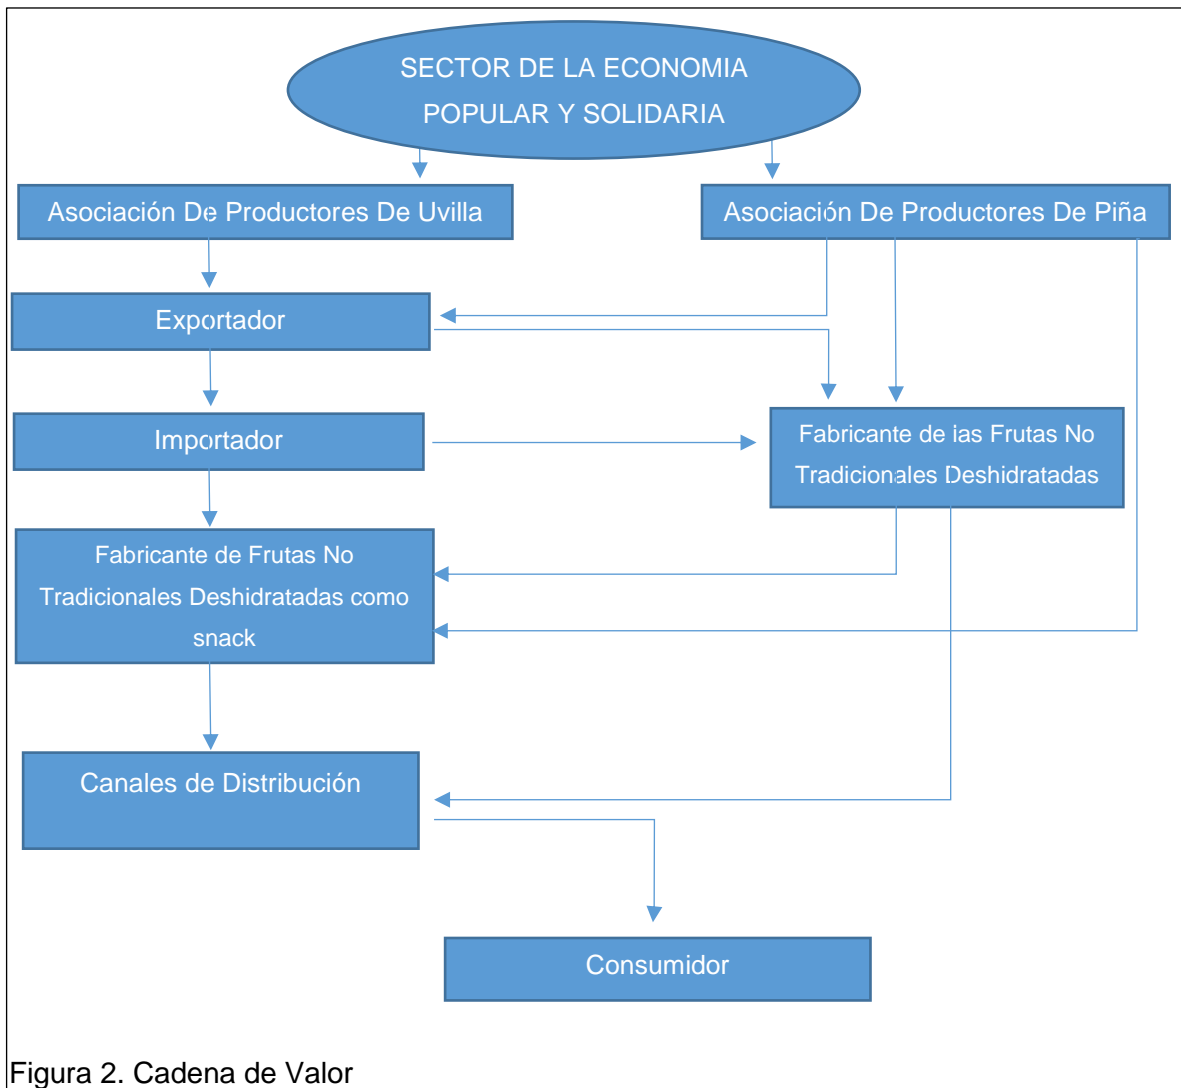 SECTOR DE LA ECONOMIA
POPULAR Y SOLIDARIA
Asociación De Productores De Uvilla
Asociación De Productores De Piña
Exportador
Importador
Fabricante de ias Frutas No
Tradicionales Deshidratadas
Fabricante de Frutas No
Tradicionales Deshidratadas como
snack
Canales de Distribución
Consumidor
Figura 2. Cadena de Valor